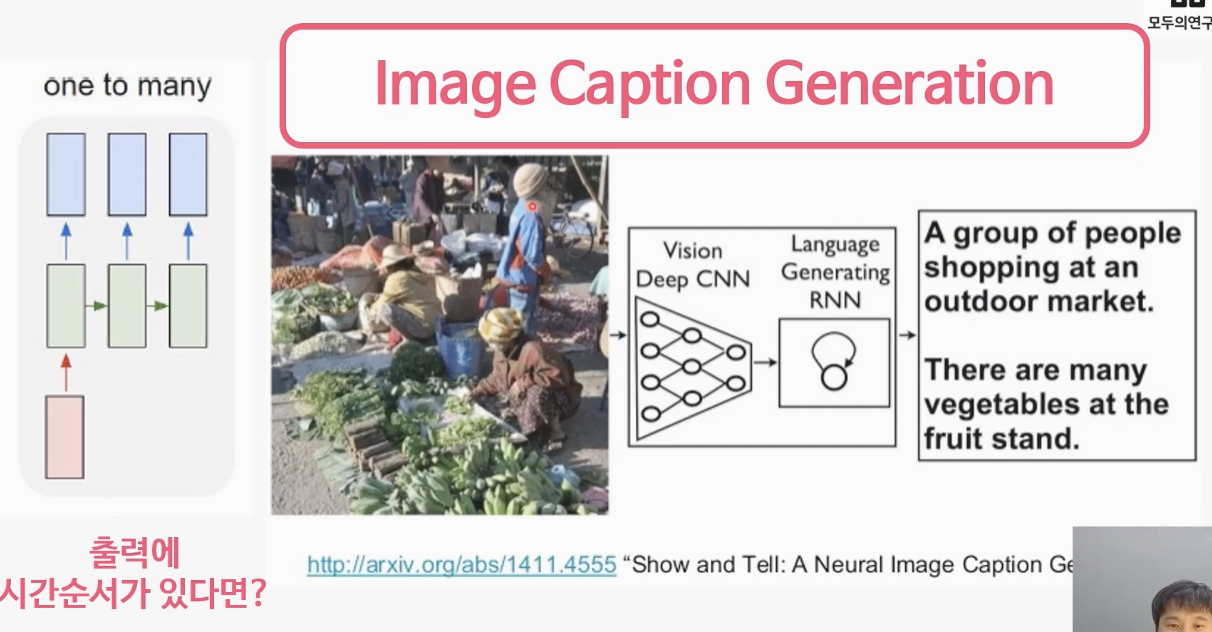 모두의연구
Image Caption Generation
one to many
Vision
Deep CNN
Language
Generating
RNN
A group of people
shopping at an
outdoor market.
There are many
vegetables at the
fruit stand.
출력에
시간순서가 있다면?
http://arxiv.org/abs/1411.4555 “Show and Tell: A Neural Image Caption Ge